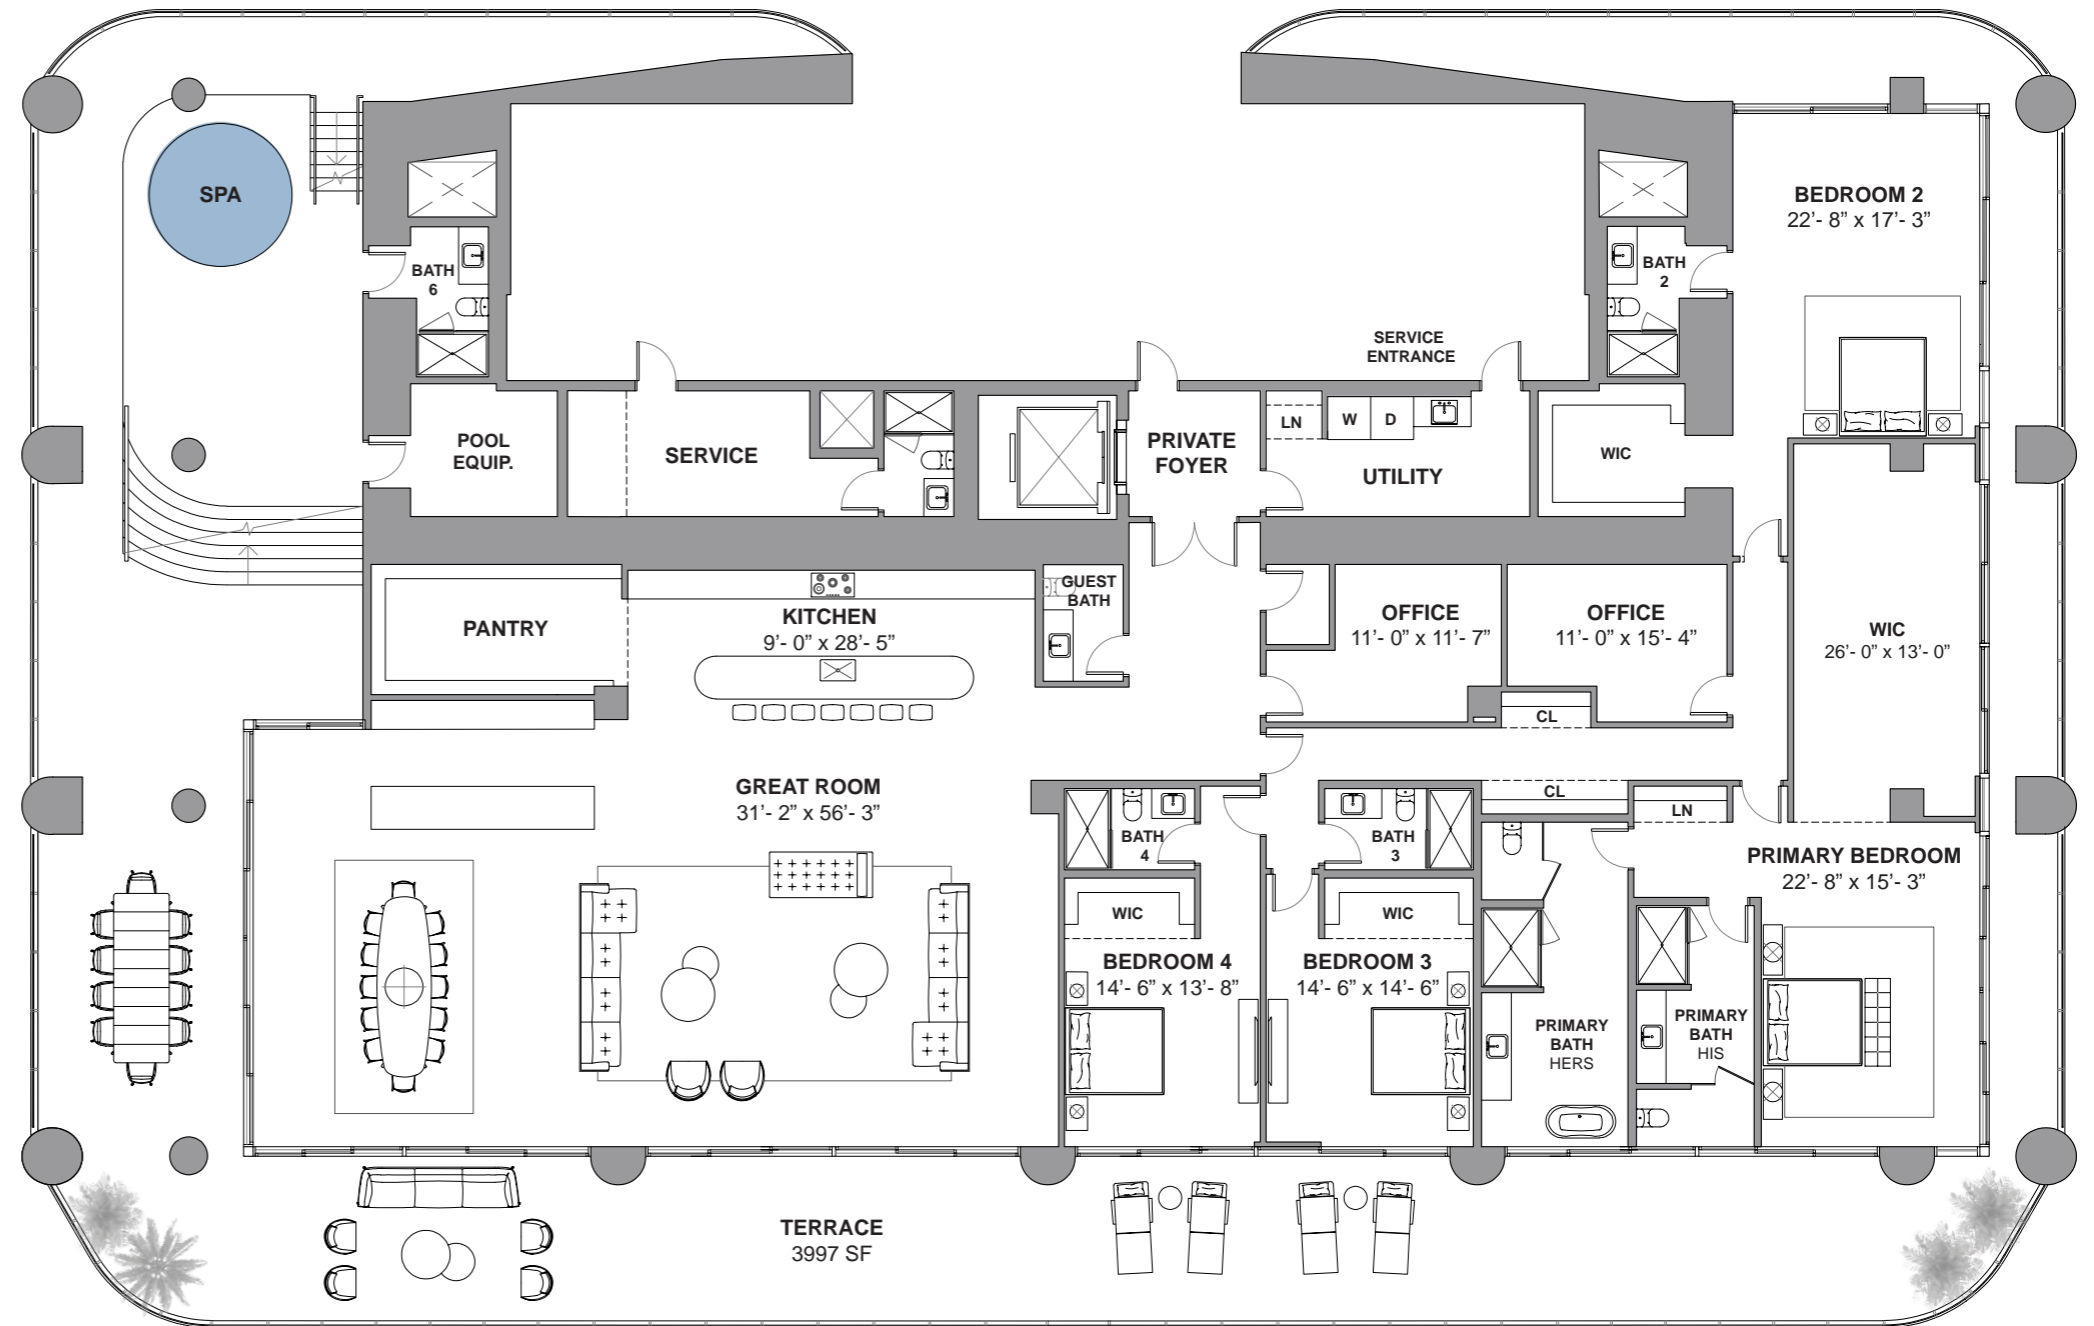 SPA
BEDROOM 2
22’- 8” x 17’- 3”
BATH
6
BATH
2
SERVICE
ENTRANCE
POOL
EQUIP.
SERVICE
PRIVATE
FOYER
LN
W
D
UTILITY
WIC
PANTRY
KITCHEN
9’- 0” x 28’- 5”
GUEST
BATH
OFFICE
11’- 0” x 11’- 7”
OFFICE
11’- 0” x 15’- 4”
WIC
26’- 0” x 13’- 0”
CL
GREAT ROOM
31’- 2” x 56’- 3”
CL
LN
BATH
4
BATH
3
PRIMARY BEDROOM
22’- 8” x 15’- 3”
WIC
WIC
BEDROOM 4
14’- 6” x 13’- 8”
BEDROOM 3
14’- 6” x 14’- 6”
PRIMARY
BATH
HERS
PRIMARY
BATH
HIS
TERRACE
3997 SF